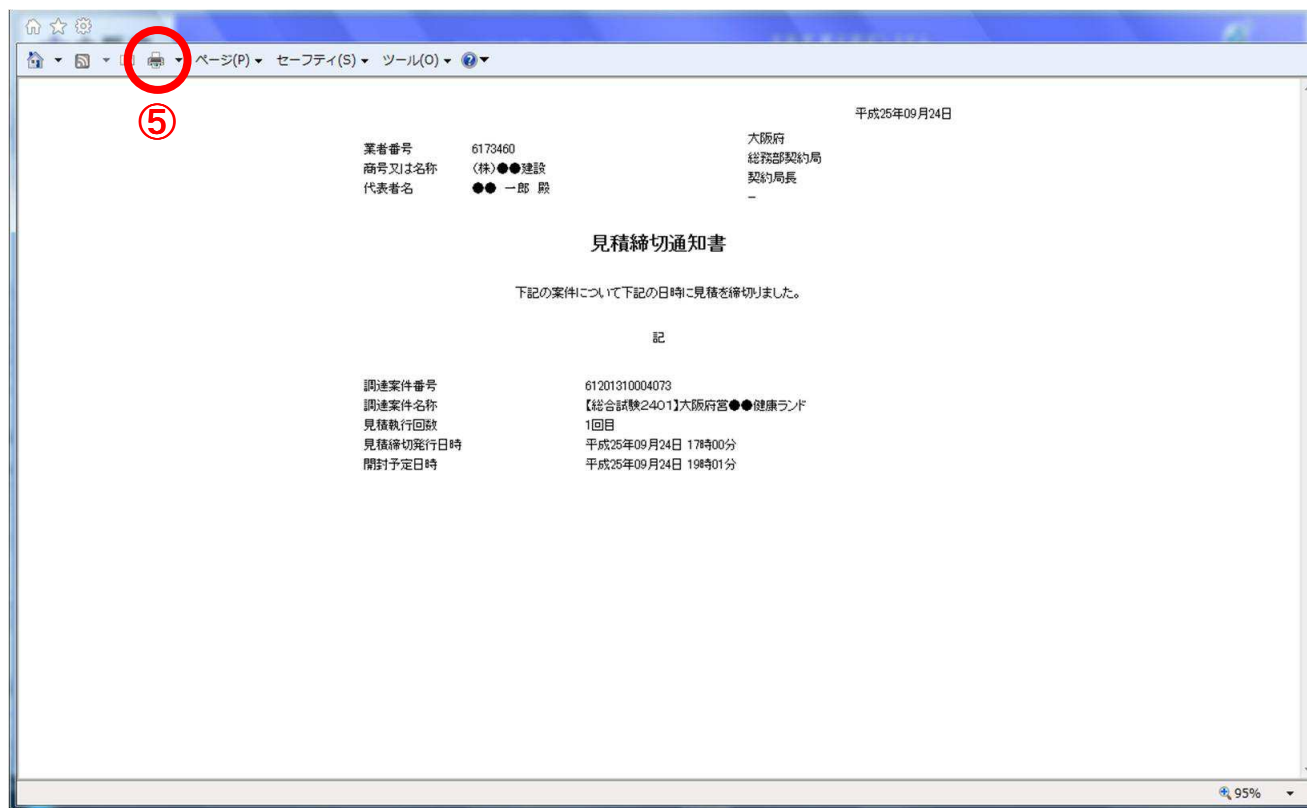 ページ(P) セーフティ(S) ツール(O)
⑤
平成25年09月24日
大阪府
業者番号 6173460
総務部契約局
商号又は名称 (株)●●建設
契約局長
代表者名 ●● 一郎 殿
－
見積締切通知書
下記の案件について下記の日時に見積を締切りました。
記
調達案件番号 61201310004073
調達案件名称 【総合試験2401】大阪府営●●健康ランド
見積執行回数 1回目
見積締切発行日時 平成25年09月24日 17時00分
開封予定日時 平成25年09月24日 19時01分
95%